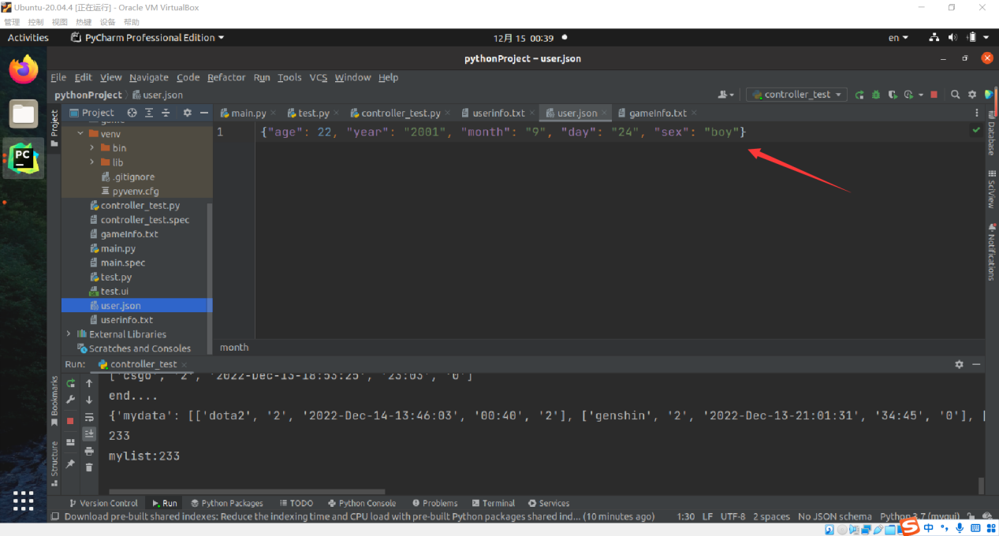 Ubuntu-20.04.4 [正在运行] - Oracle VM VirtualBox
管理 控制 视图 热键 设备 帮助
Activities PyCharm Professional Edition 12月 15 00:39 en
pythonProject – user.json
File Edit View Navigate Code Refactor Run Tools VCS Window Help
pythonProject user.json controller_test
Project main.py test.py controller_test.py userinfo.txt user.json gameInfo.txt
1 {"age": 22, "year": "2001", "month": "9", "day": "24", "sex": "boy"}
venv
bin
lib
.gitignore
pyvenv.cfg
controller_test.py
controller_test.spec
gameInfo.txt
main.py
main.spec
test.py
test.ui
user.json
userinfo.txt
External Libraries
Scratches and Consoles
month
Project
Bookmarks
Structure
Database
SciView
Notifications
PC
Run: controller_test
['csgo', '2', '2022-Dec-13-18:53:25', '23:03', '0']
end....
{'mydata': [['dota2', '2', '2022-Dec-14-13:46:03', '00:40', '2'], ['genshin', '2', '2022-Dec-13-21:01:31', '34:45', '0'], [
233
mylist:233
Version Control Run Python Packages TODO Python Console Problems Terminal Services
Download pre-built shared indexes: Reduce the indexing time and CPU load with pre-built Python packages shared ind... (10 minutes ago) 1:30 LF UTF-8 2 spaces No JSON schema Python 3.7 (myqui)
中